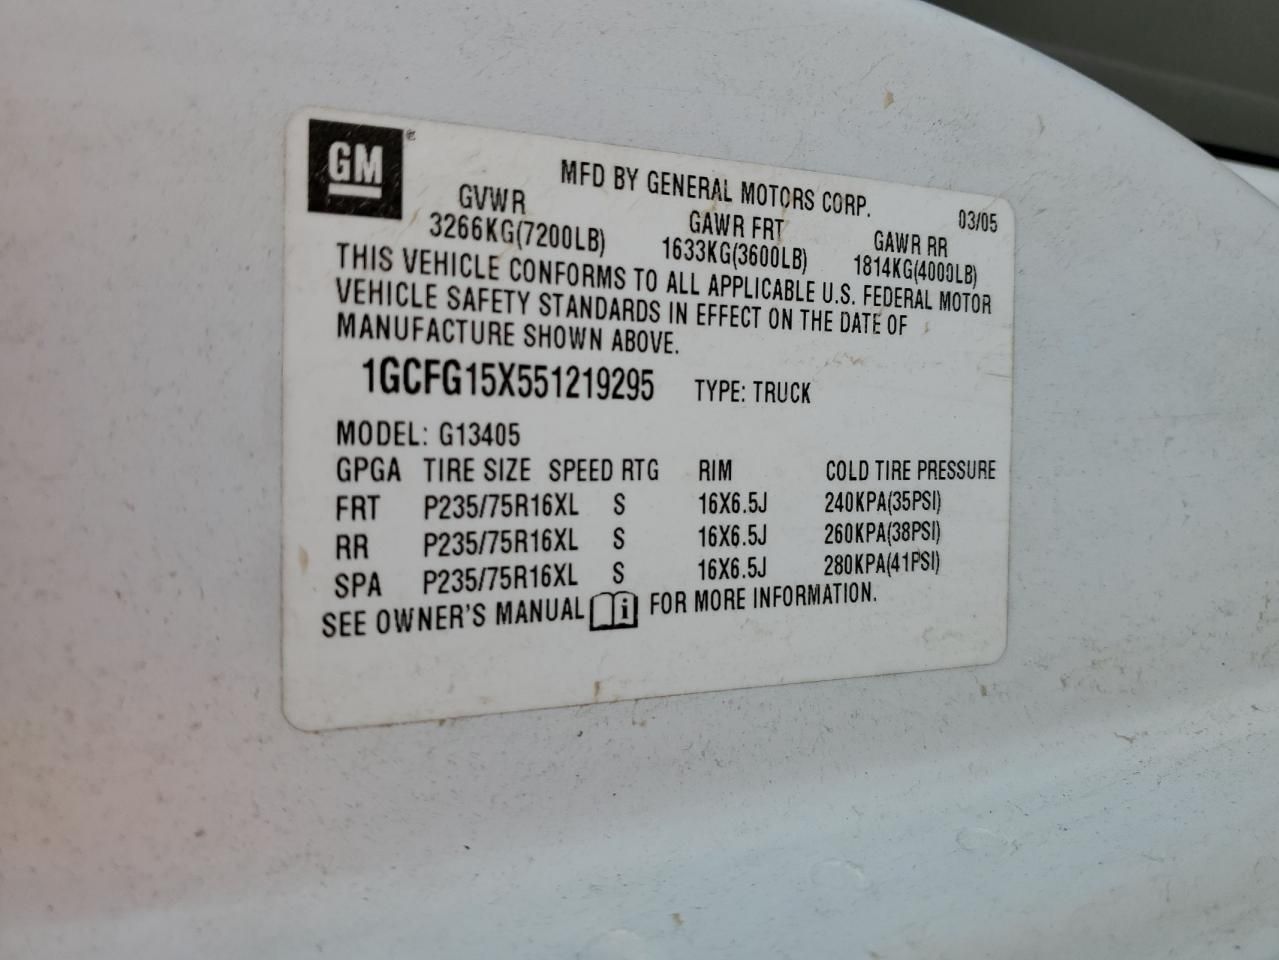 GM®
MFD BY GENERAL MOTORS CORP. 03/05
GVWR GAWR FRT GAWR RR
3266KG(7200LB) 1633KG(3600LB) 1814KG(4000LB)
THIS VEHICLE CONFORMS TO ALL APPLICABLE U.S. FEDERAL MOTOR
VEHICLE SAFETY STANDARDS IN EFFECT ON THE DATE OF
MANUFACTURE SHOWN ABOVE.
1GCFG15X551219295 TYPE: TRUCK
MODEL: G13405
GPGA TIRE SIZE SPEED RTG RIM COLD TIRE PRESSURE
FRT P235/75R16XL S 16X6.5J 240KPA(35PSI)
RR P235/75R16XL S 16X6.5J 260KPA(38PSI)
SPA P235/75R16XL S 16X6.5J 280KPA(41PSI)
SEE OWNER'S MANUAL i FOR MORE INFORMATION.